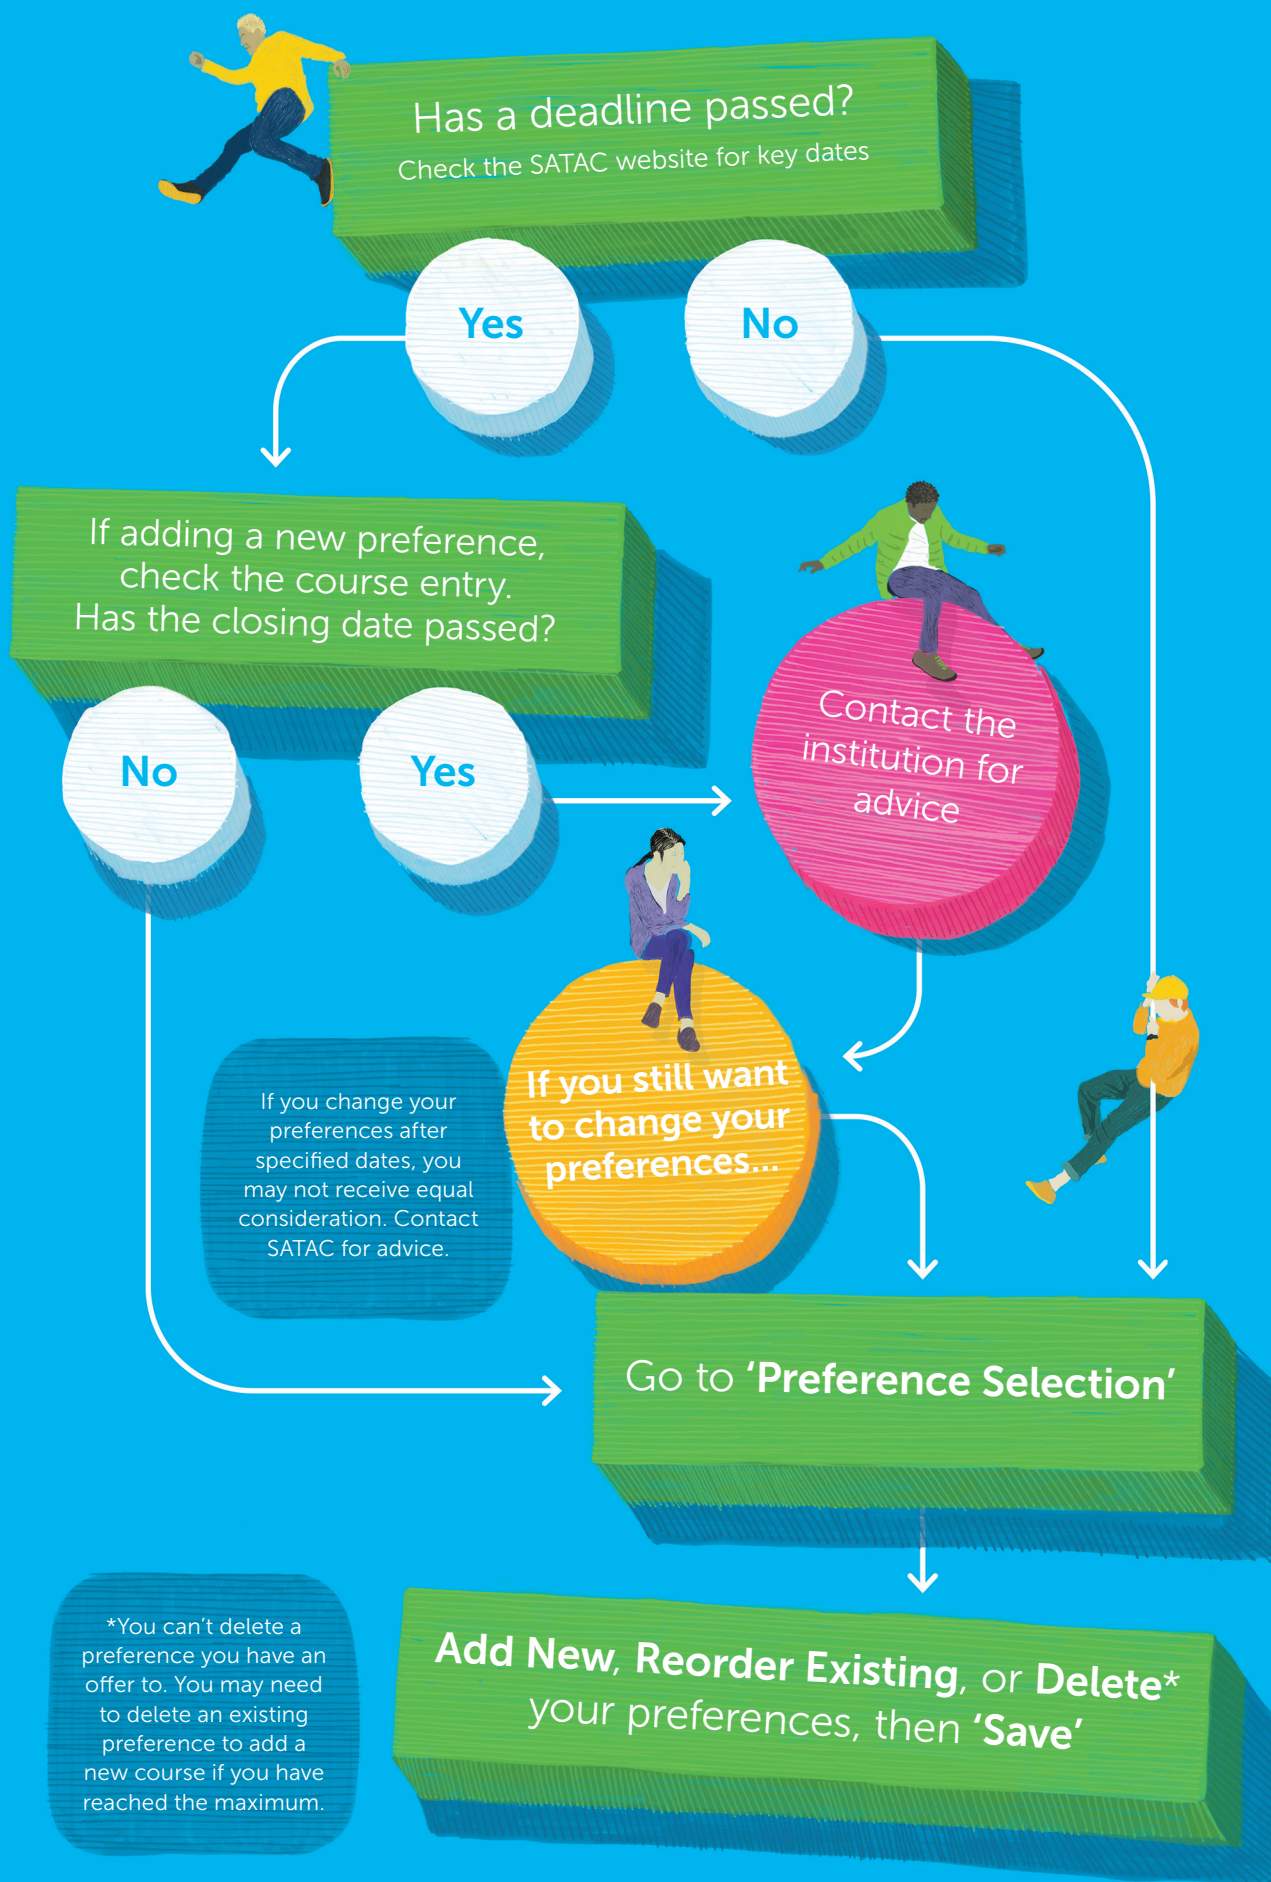 Has a deadline passed?
Check the SATAC website for key dates
Yes
No
If adding a new preference,
check the course entry.
Has the closing date passed?
No
Yes
Contact the
institution for
advice
If you still want
to change your
preferences...
If you change your
preferences after
specified dates, you
may not receive equal
consideration. Contact
SATAC for advice.
Go to ‘Preference Selection’
Add New, Reorder Existing, or Delete*
your preferences, then ‘Save’
*You can’t delete a
preference you have an
offer to. You may need
to delete an existing
preference to add a
new course if you have
reached the maximum.